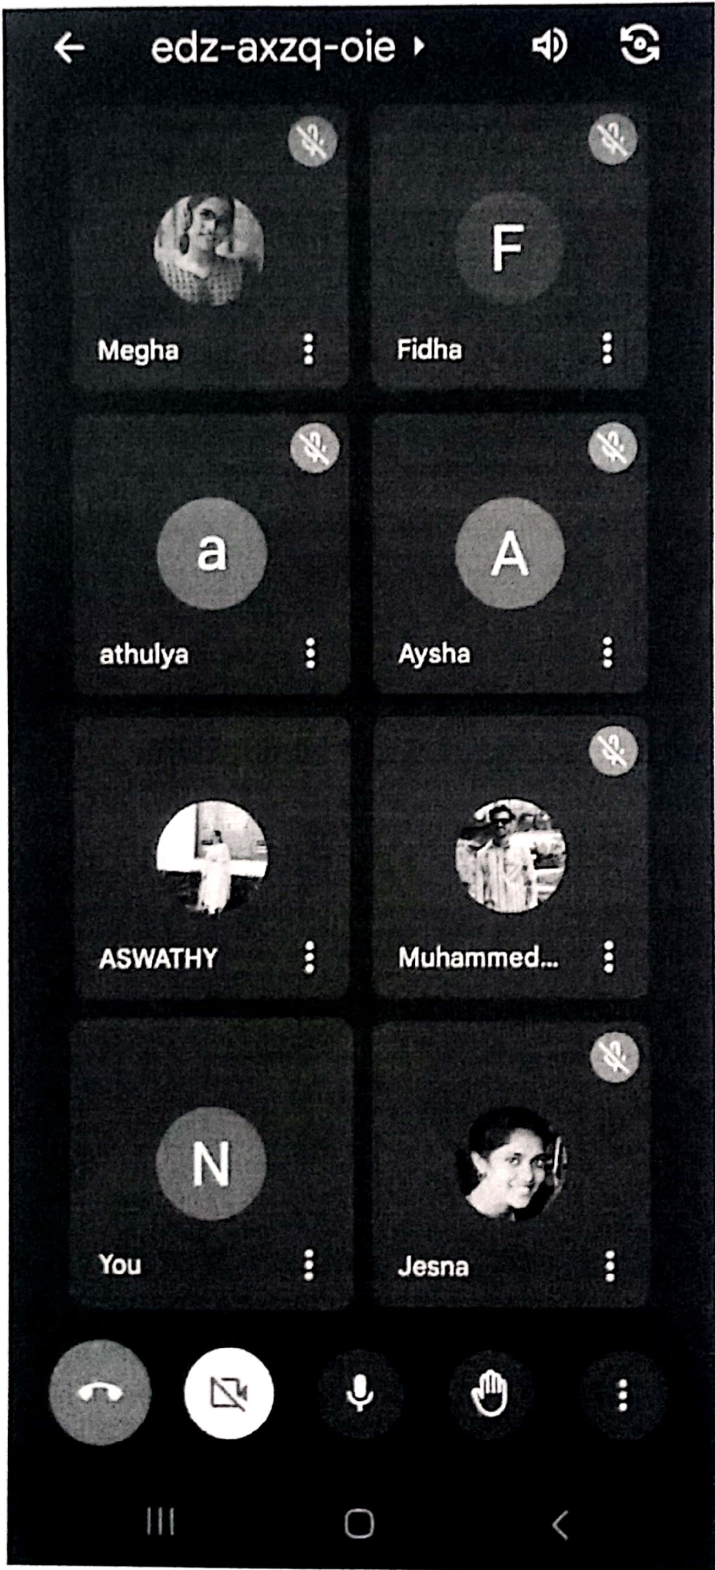 edz-axzq-oie
Megha
F
Fidha
a
athulya
A
Aysha
ASWATHY
Muhammed...
N
You
Jesna